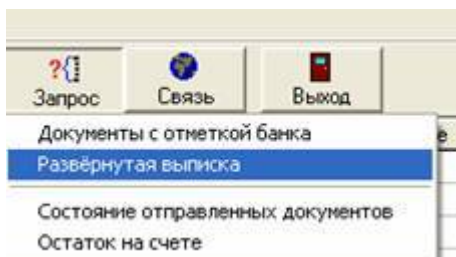 ?{
Запрос Связь Выход
Документы с отметкой банка
е
Развёрнутая выписка
Состояние отправленных документов
Остаток на счете